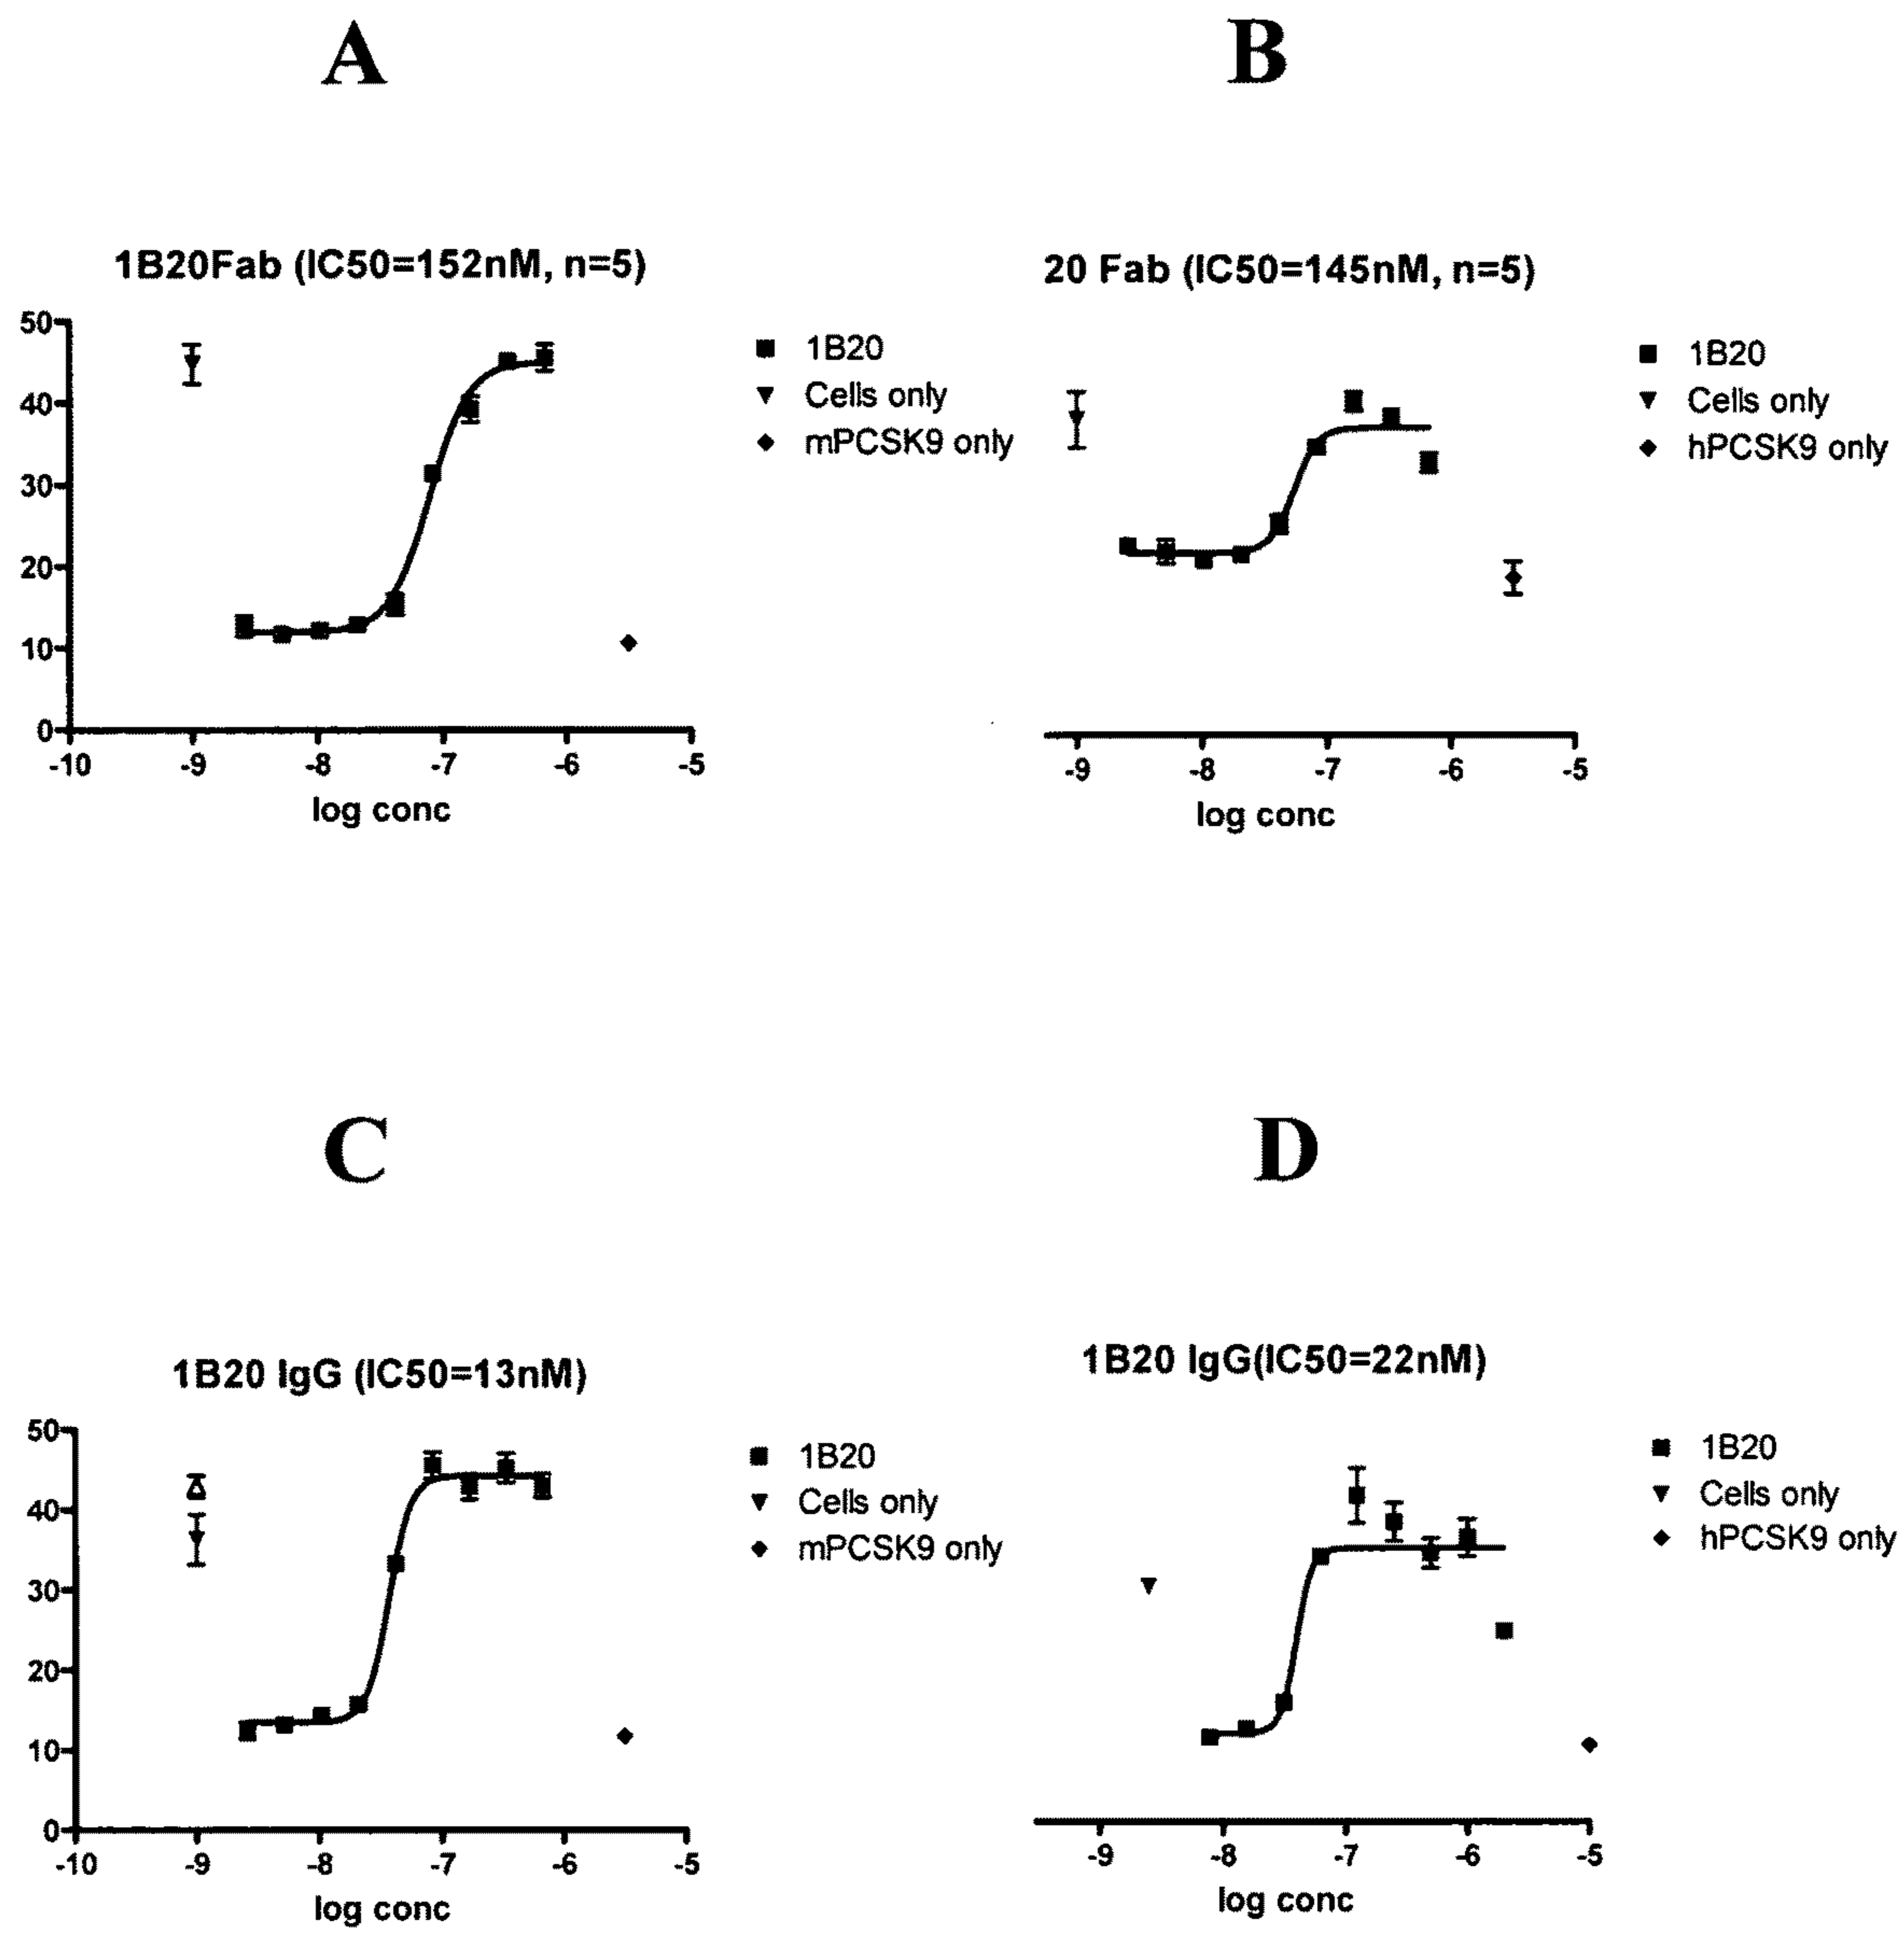 A
B
1B20Fab (IC50=152nM, n=5)
50
40
30
20
10
0
-10
-9
-8
-7
-6
-5
log conc
1B20
Cells only
mPCSK9 only
20 Fab (IC50=145nM, n=5)
-9
-8
-7
-6
-5
log conc
1B20
Cells only
hPCSK9 only
C
D
1B20 IgG (IC50=13nM)
50
40
30
20
10
0
-10
-9
-8
-7
-6
-5
log conc
1B20
Cells only
mPCSK9 only
1B20 IgG(IC50=22nM)
-9
-8
-7
-6
-5
log conc
1B20
Cells only
hPCSK9 only